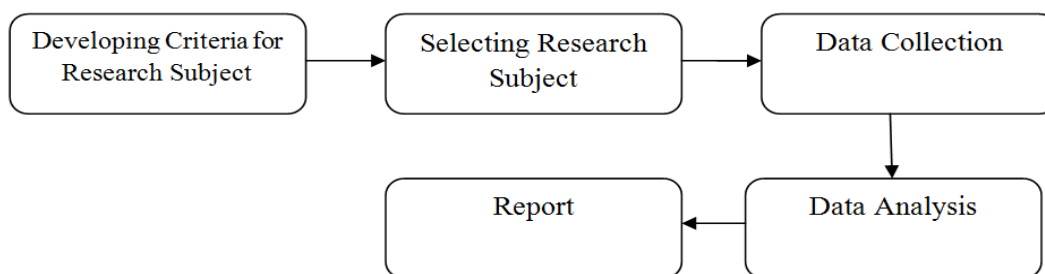 Developing Criteria for
Research Subject
Selecting Research
Subject
Data Collection
Data Analysis
Report